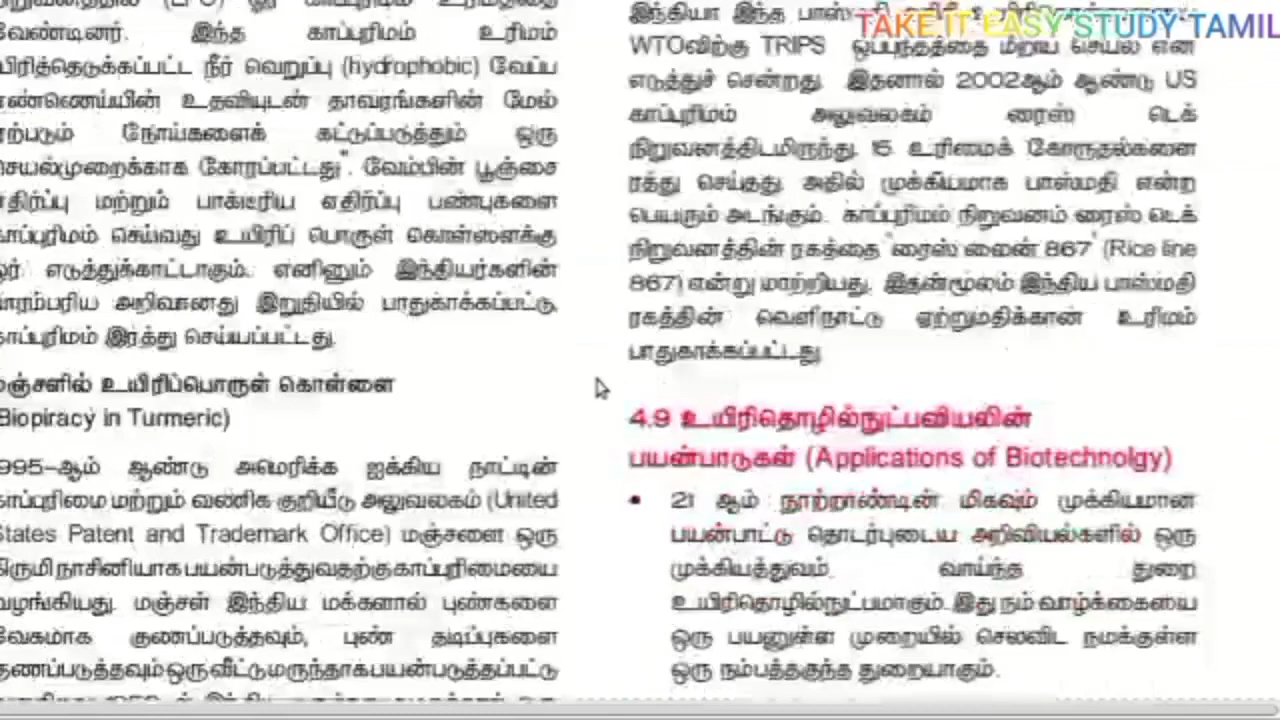 வேண்டினர். இந்த காப்புரிமம் உரிமம்
பிரித்தெடுக்கப்பட்ட நீர் வெறுப்பு (hydrophobic) வேப்ப
எண்ணெய்யின் உதவியுடன் தாவரங்களின் மேல்
ஏற்படும் நோய்களைக் கட்டுப்படுத்தும் ஒரு
செயல்முறைக்காக கோரப்பட்டது". வேம்பின் பூஞ்சை
எதிர்ப்பு மற்றும் பாக்டீரிய எதிர்ப்பு பண்புகளை
காப்புரிமம் செய்வது உயிரிப் பொருள் கொள்ளைக்கு
ஓர் எடுத்துக்காட்டாகும். எனினும் இந்தியர்களின்
பாரம்பரிய அறிவானது இறுதியில் பாதுகாக்கப்பட்டு,
காப்புரிமம் இரத்து செய்யப்பட்டது.
மஞ்சளில் உயிரிப்பொருள் கொள்ளை
(Biopiracy in Turmeric)
1995–ஆம் ஆண்டு அமெரிக்க ஐக்கிய நாட்டின்
காப்புரிமை மற்றும் வணிக குறியீடு அலுவலகம் (United
States Patent and Trademark Office) மஞ்சளை ஒரு
கிருமி நாசினியாக பயன்படுத்துவதற்கு காப்புரிமையை
வழங்கியது. மஞ்சள் இந்திய மக்களால் புண்களை
வேகமாக குணப்படுத்தவும், புண் தடிப்புகளை
குணப்படுத்தவும் ஒரு வீட்டு மருந்தாக பயன்படுத்தப்பட்டு
TAKE IT EASY STUDY TAMIL
இந்தியா இந்த
WTOவிற்கு TRIPS ஒப்பந்தத்தை மீறிய செயல் என
எடுத்துச் சென்றது. இதனால் 2002ஆம் ஆண்டு US
காப்புரிமம் அலுவலகம் ரைஸ் டெக்
நிறுவனத்திடமிருந்து 15 உரிமைக் கோருதல்களை
ரத்து செய்தது. அதில் முக்கியமாக பாஸ்மதி என்ற
பெயரும் அடங்கும். காப்புரிமம் நிறுவனம் ரைஸ் டெக்
நிறுவனத்தின் ரகத்தை "ரைஸ் லைன் 867" (Rice line
867) என்று மாற்றியது. இதன்மூலம் இந்திய பாஸ்மதி
ரகத்தின் வெளிநாட்டு ஏற்றுமதிக்கான் உரிமம்
பாதுகாக்கப்பட்டது.
4.9 உயிரிதொழில்நுட்பவியலின்
பயன்பாடுகள் (Applications of Biotechnolgy)
• 21 ஆம் நூற்றாண்டின் மிகவும் முக்கியமான
பயன்பாட்டு தொடர்புடைய அறிவியல்களில் ஒரு
முக்கியத்துவம் வாய்ந்த துறை
உயிரிதொழில்நுட்பமாகும். இது நம் வாழ்க்கையை
ஒரு பயனுள்ள முறையில் செலவிட நமக்குள்ள
ஒரு நம்பத்தகுந்த துறையாகும்.